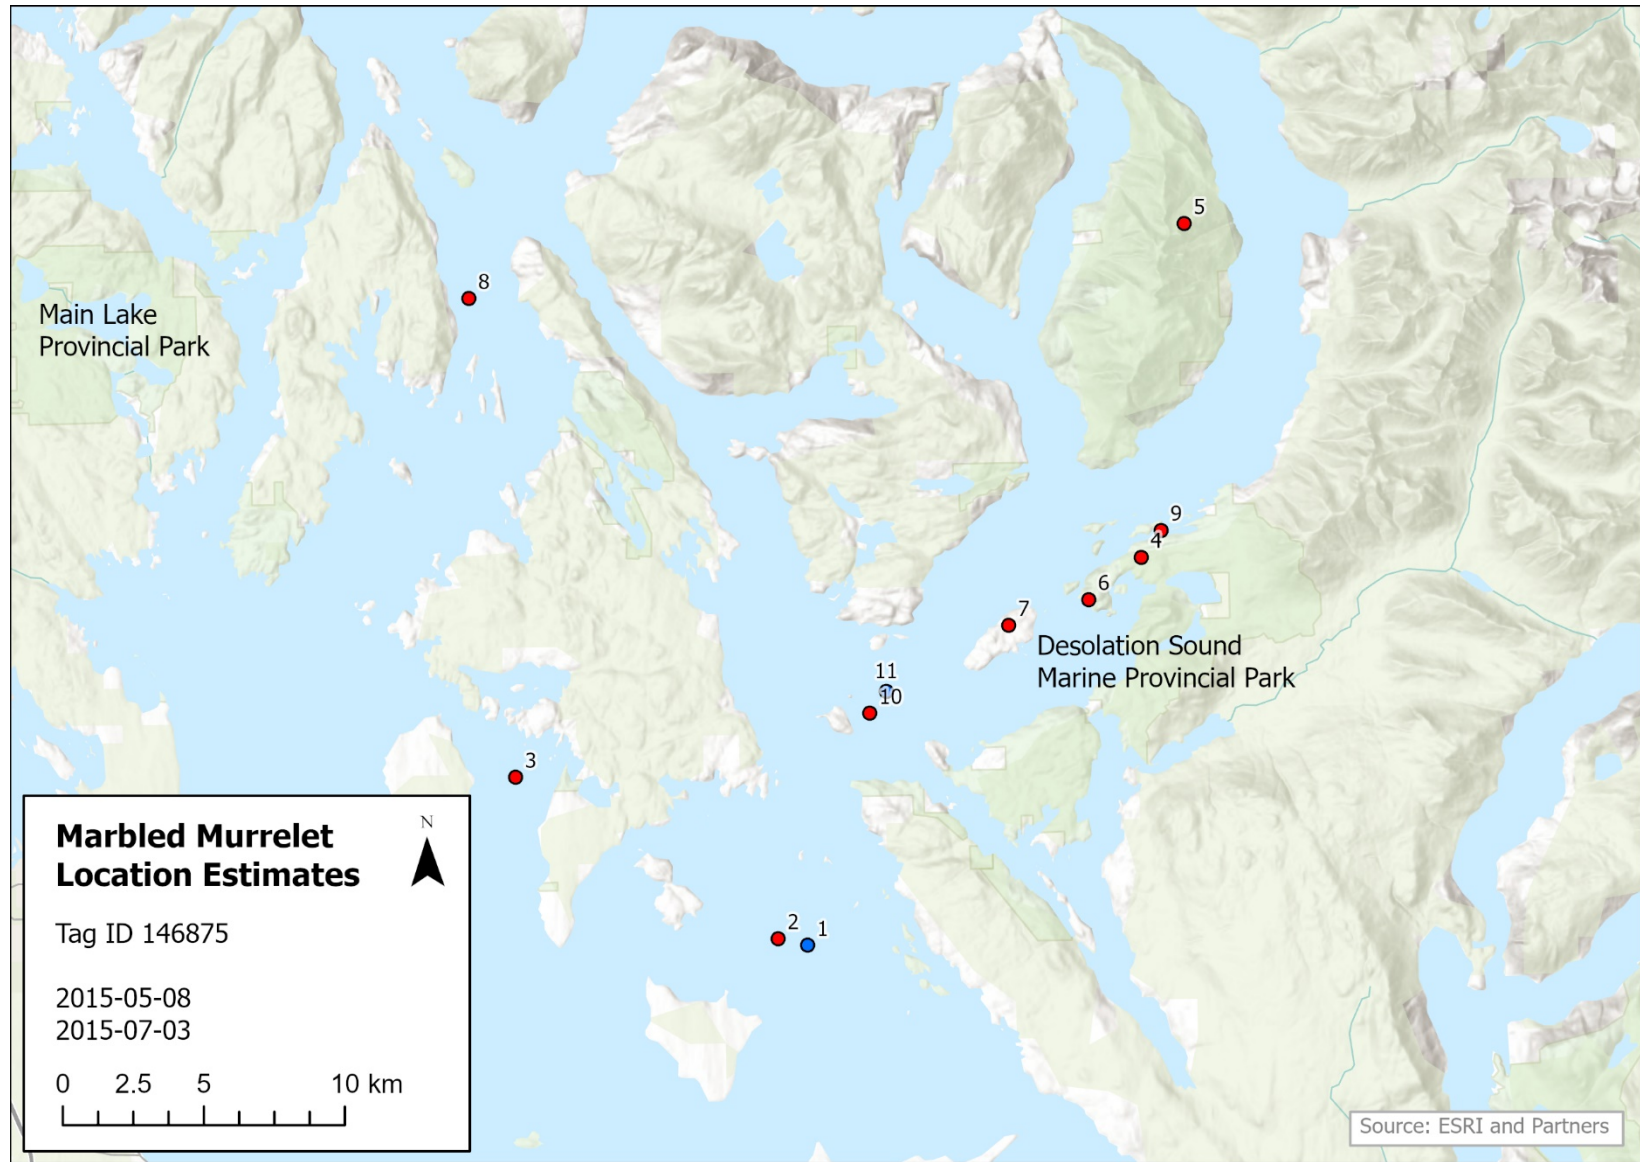 5
8
Main Lake
Provincial Park
9
4
6
7
Desolation Sound
Marine Provincial Park
11
10
3
2
1
Marbled Murrelet
Location Estimates
N
Tag ID 146875
2015-05-08
2015-07-03
0 2.5 5 10 km
Source: ESRI and Partners